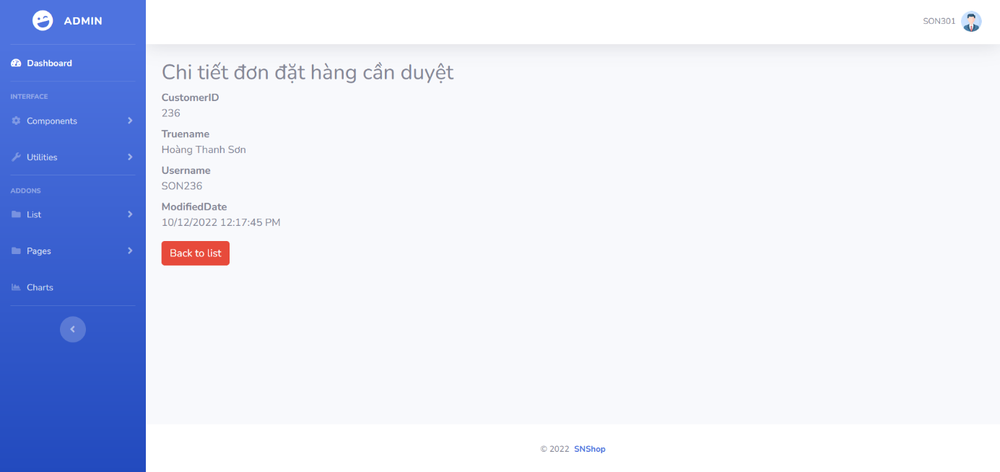 ADMIN
SON301
Dashboard
INTERFACE
Components
Utilities
ADDONS
List
Pages
Charts
Chi tiết đơn đặt hàng cần duyệt
CustomerID
236
Truename
Hoàng Thanh Sơn
Username
SON236
ModifiedDate
10/12/2022 12:17:45 PM
Back to list
© 2022 SNShop